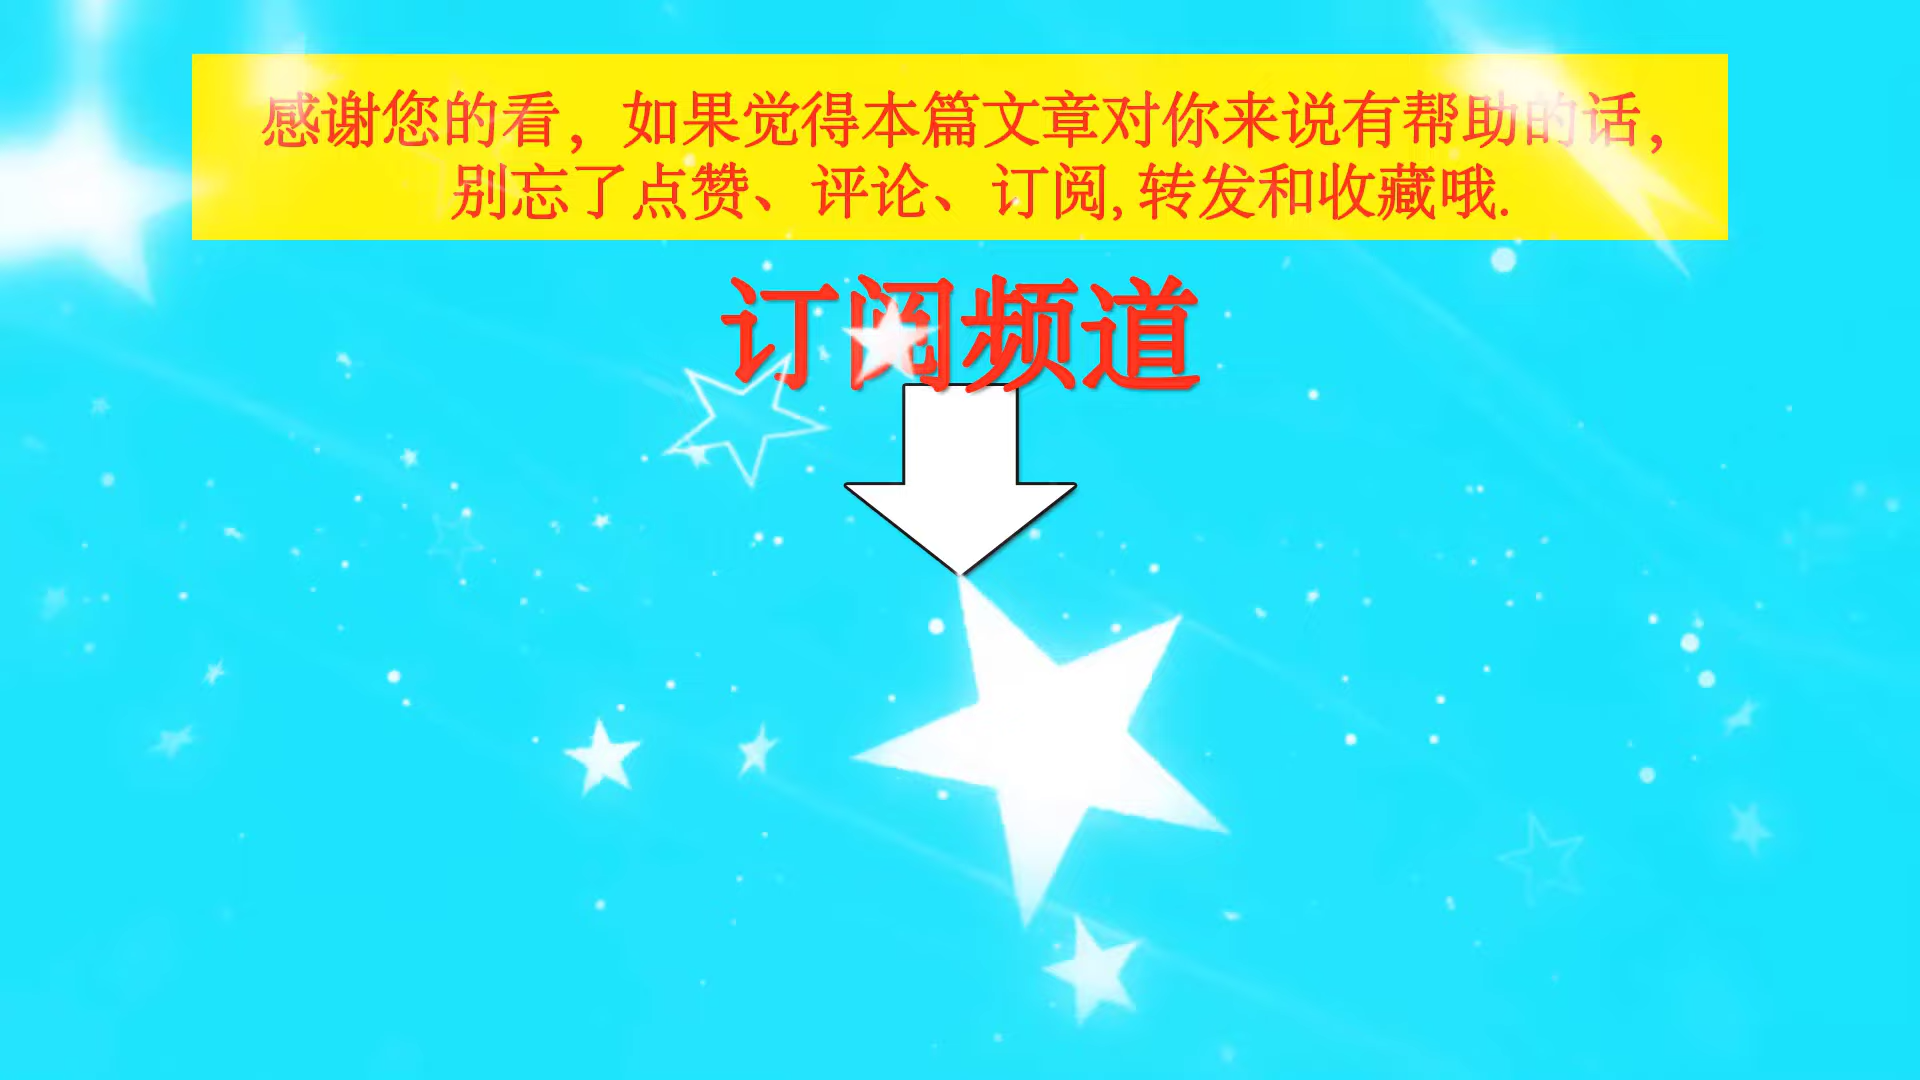 感谢您的看，如果觉得本篇文章对你来说有帮助的话，
别忘了点赞、评论、订阅,转发和收藏哦.
订阅频道